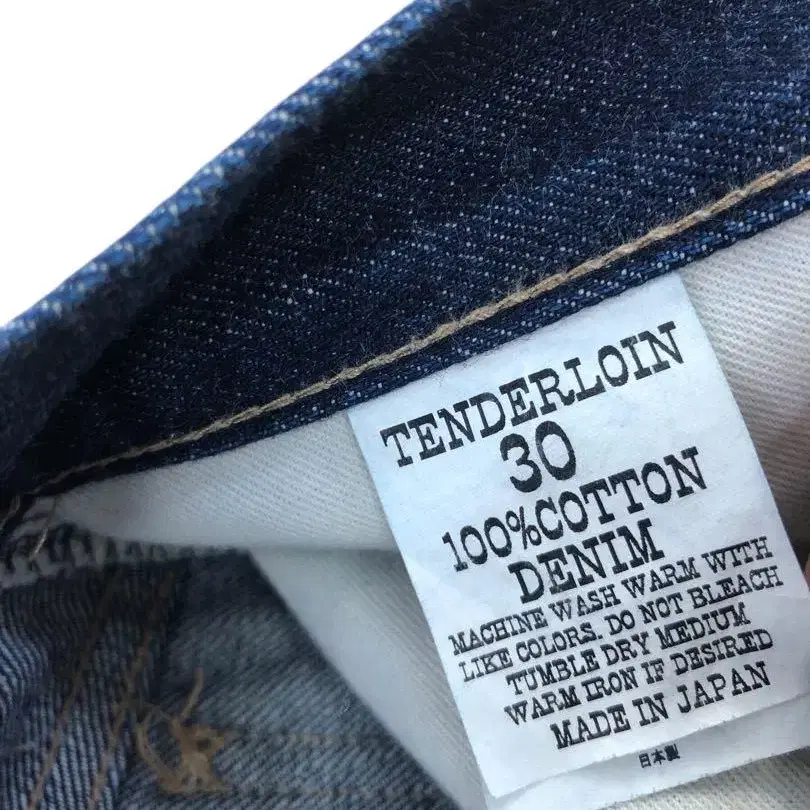 TENDERLOIN
30
100%COTTON
DENIM
MACHINE WASH WARM WITH
LIKE COLORS. DO NOT BLEACH
TUMBLE DRY MEDIUM
WARM IRON IF DESIRED
MADE IN JAPAN
日本製